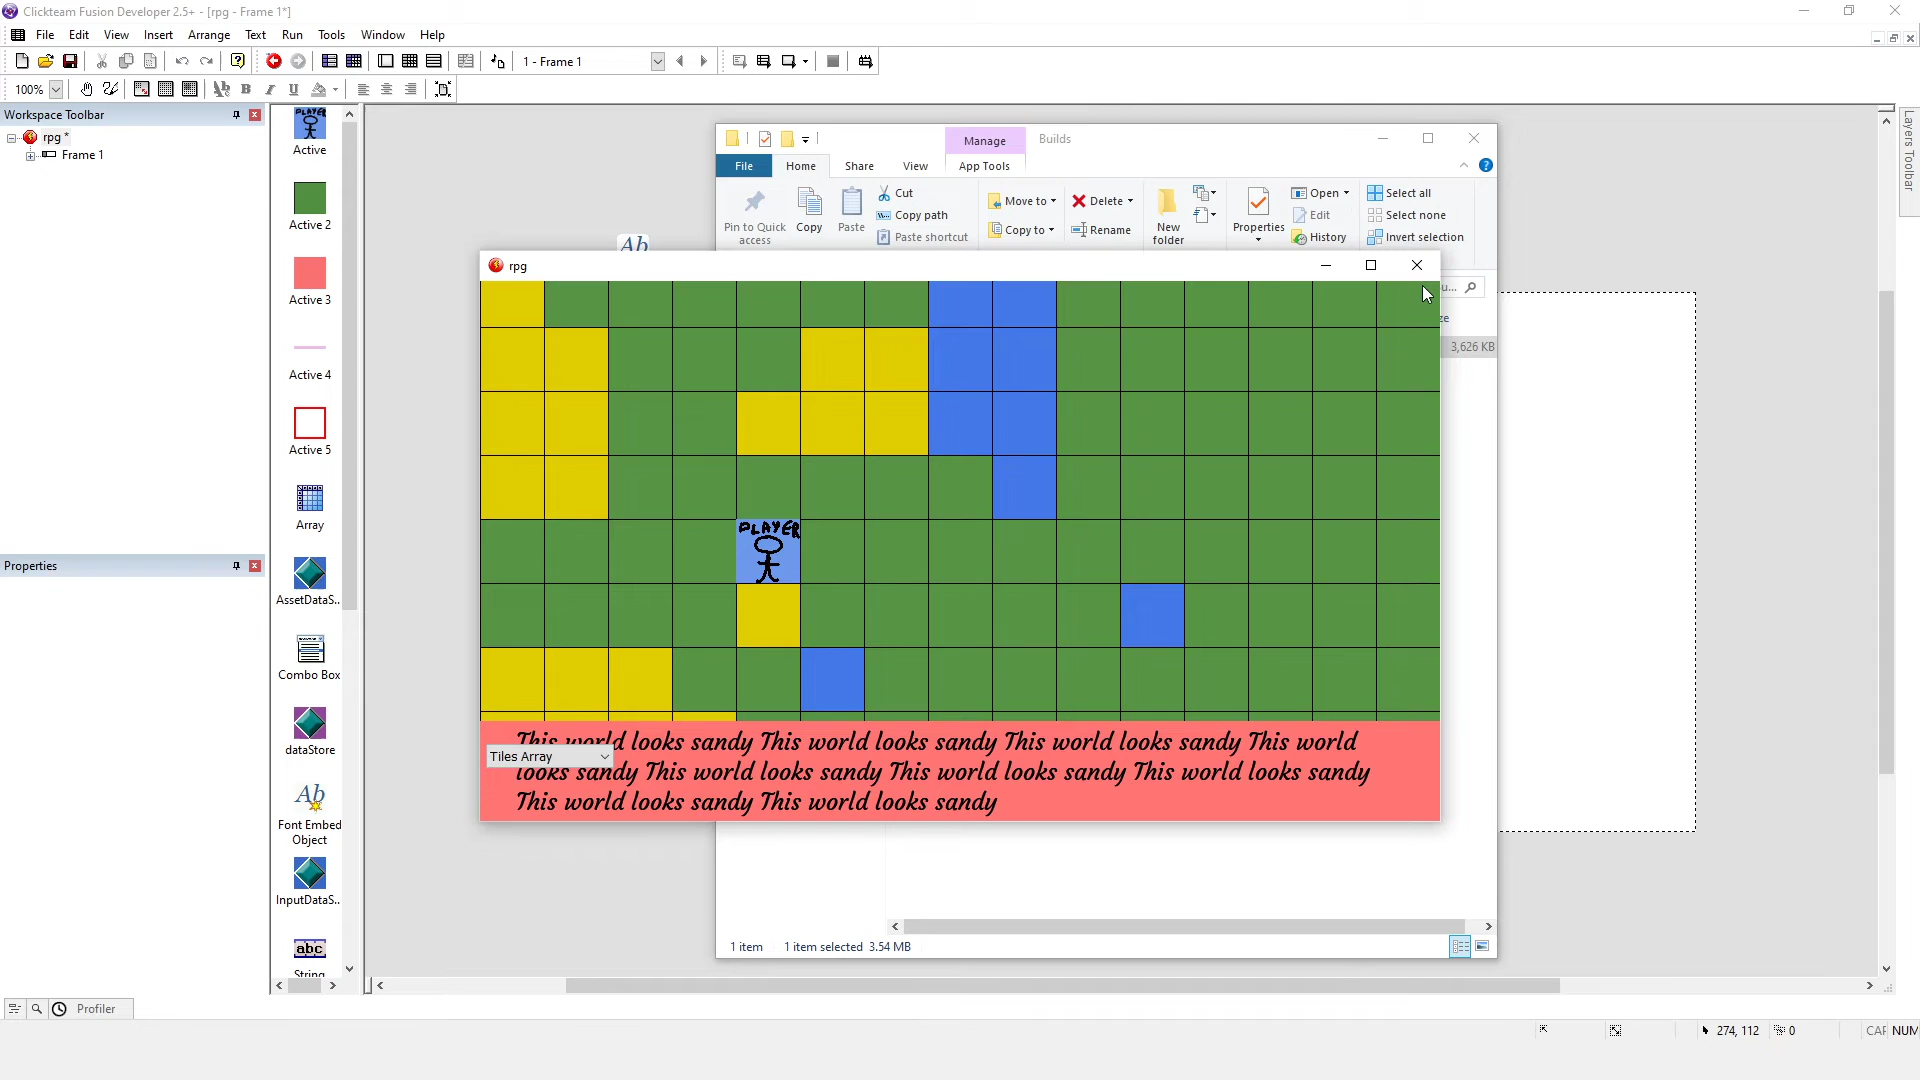 Clickteam Fusion Developer 2.5+ - [rpg - Frame 1*]
File Edit View Insert Arrange Text Run Tools Window Help
1 - Frame 1
100%
Workspace Toolbar
rpg *
Frame 1
Properties
Active
Active 2
Active 3
Active 4
Active 5
Array
AssetDataS..
Combo Box
dataStore
Ab
Font Embed
Object
InputDataS..
abc
String
Ab
Manage Builds
File Home Share View App Tools
Pin to Quick
access
Copy
Paste
Cut
Copy path
Paste shortcut
Move to
Copy to
Delete
Rename
New
folder
Properties
Open
Edit
History
Select all
Select none
Invert selection
u...
ze
3,626 KB
rpg
PLAYER
This world looks sandy This world looks sandy This world looks sandy This world
Tiles Array
looks sandy This world looks sandy This world looks sandy This world looks sandy
This world looks sandy This world looks sandy
1 item 1 item selected 3.54 MB
Layers Toolbar
Profiler
274, 112
0
CAP NUM